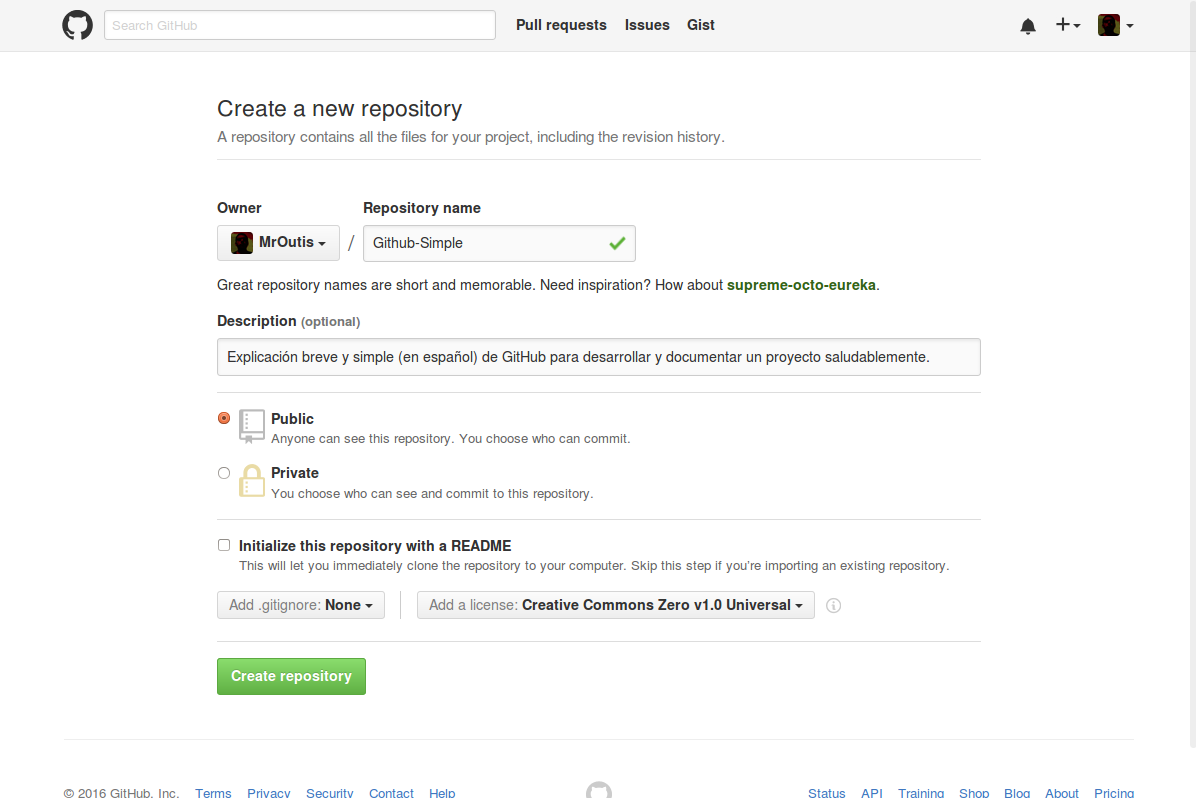 Search GitHub Pull requests Issues Gist
Create a new repository
A repository contains all the files for your project, including the revision history.
Owner Repository name
MrOutis / Github-Simple
Great repository names are short and memorable. Need inspiration? How about supreme-octo-eureka.
Description (optional)
Explicación breve y simple (en español) de GitHub para desarrollar y documentar un proyecto saludablemente.
Public
Anyone can see this repository. You choose who can commit.
Private
You choose who can see and commit to this repository.
Initialize this repository with a README
This will let you immediately clone the repository to your computer. Skip this step if you're importing an existing repository.
Add .gitignore: None Add a license: Creative Commons Zero v1.0 Universal
Create repository
© 2016 GitHub, Inc. Terms Privacy Security Contact Help Status API Training Shop Blog About Pricing